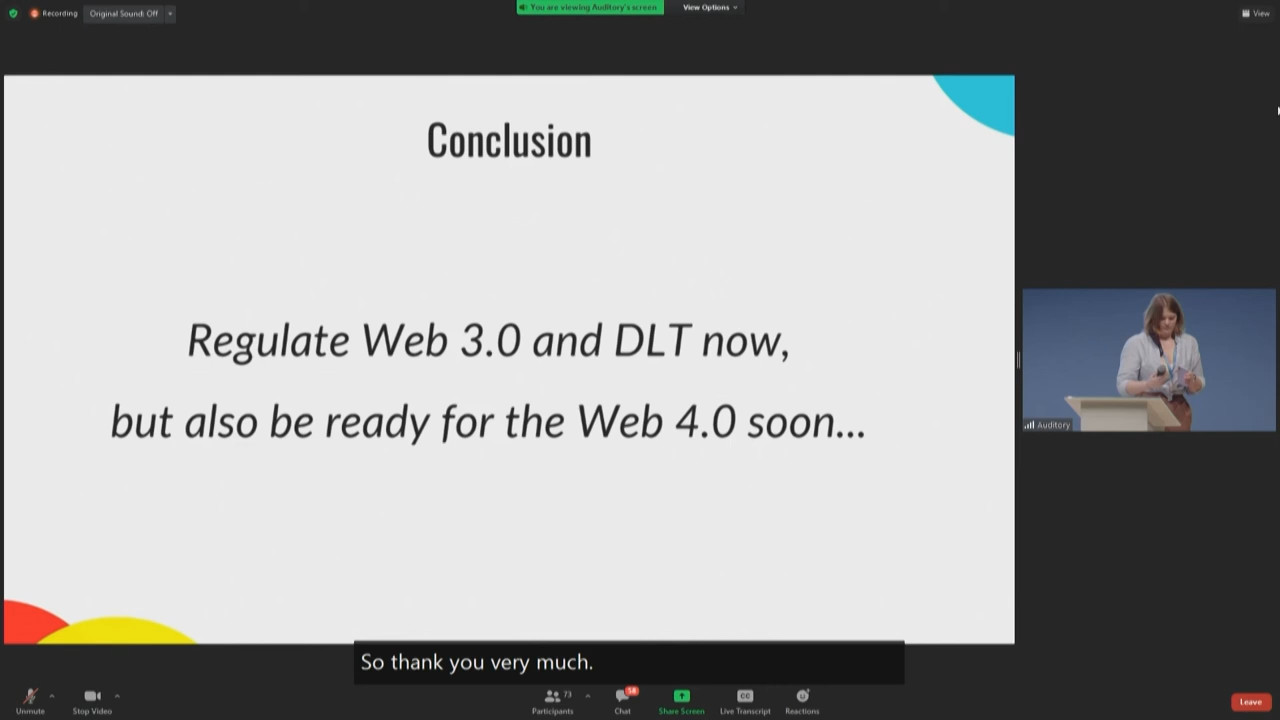 Recording
Original Sound: Off
You are viewing Auditory's screen
View Options
View
Conclusion
Regulate Web 3.0 and DLT now,
but also be ready for the Web 4.0 soon...
Auditory
So thank you very much.
Unmute
Stop Video
73
Participants
58
Chat
Share Screen
CC
Live Transcript
Reactions
Leave